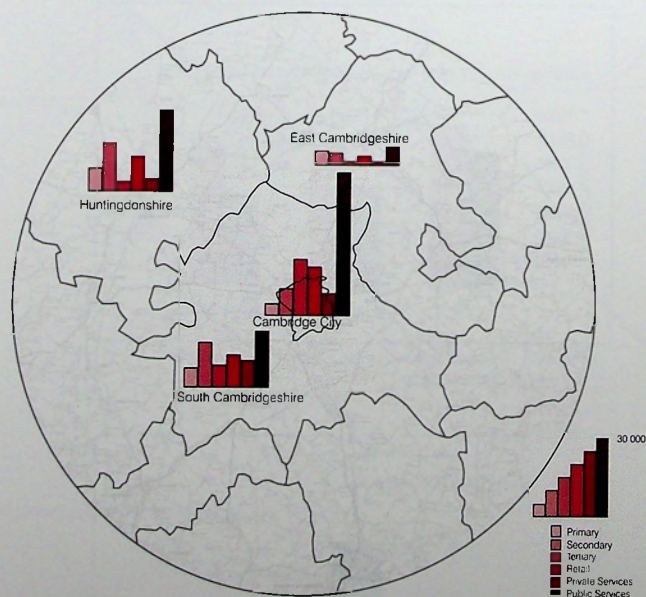 East Cambridgeshire
Huntingdonshire
Cambridge City
South Cambridgeshire
30 000
Primary
Secondary
Tertiary
Retail
Private Services
Public Services